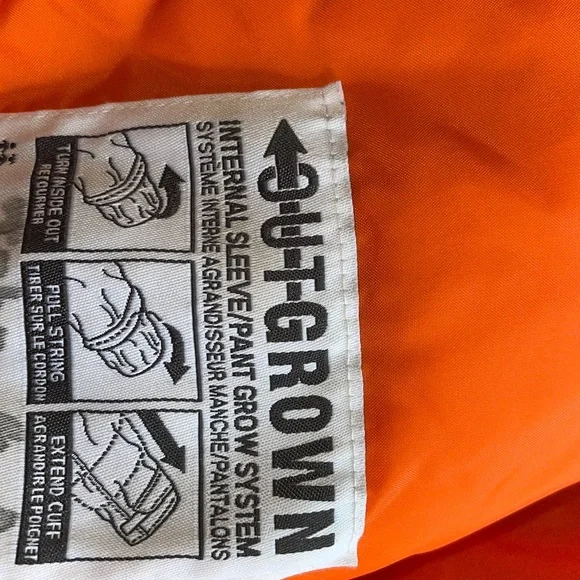 O-U-T-GROWN
INTERNAL SLEEVE/PANT GROW SYSTEM
SYSTÈME INTERNE AGRANDISSEUR MANCHE/PANTALONS
TURN INSIDE OUT
RETOURNER
PULL STRING
TIRER SUR LE CORDON
EXTEND CUFF
AGRANDIR LE POIGNET